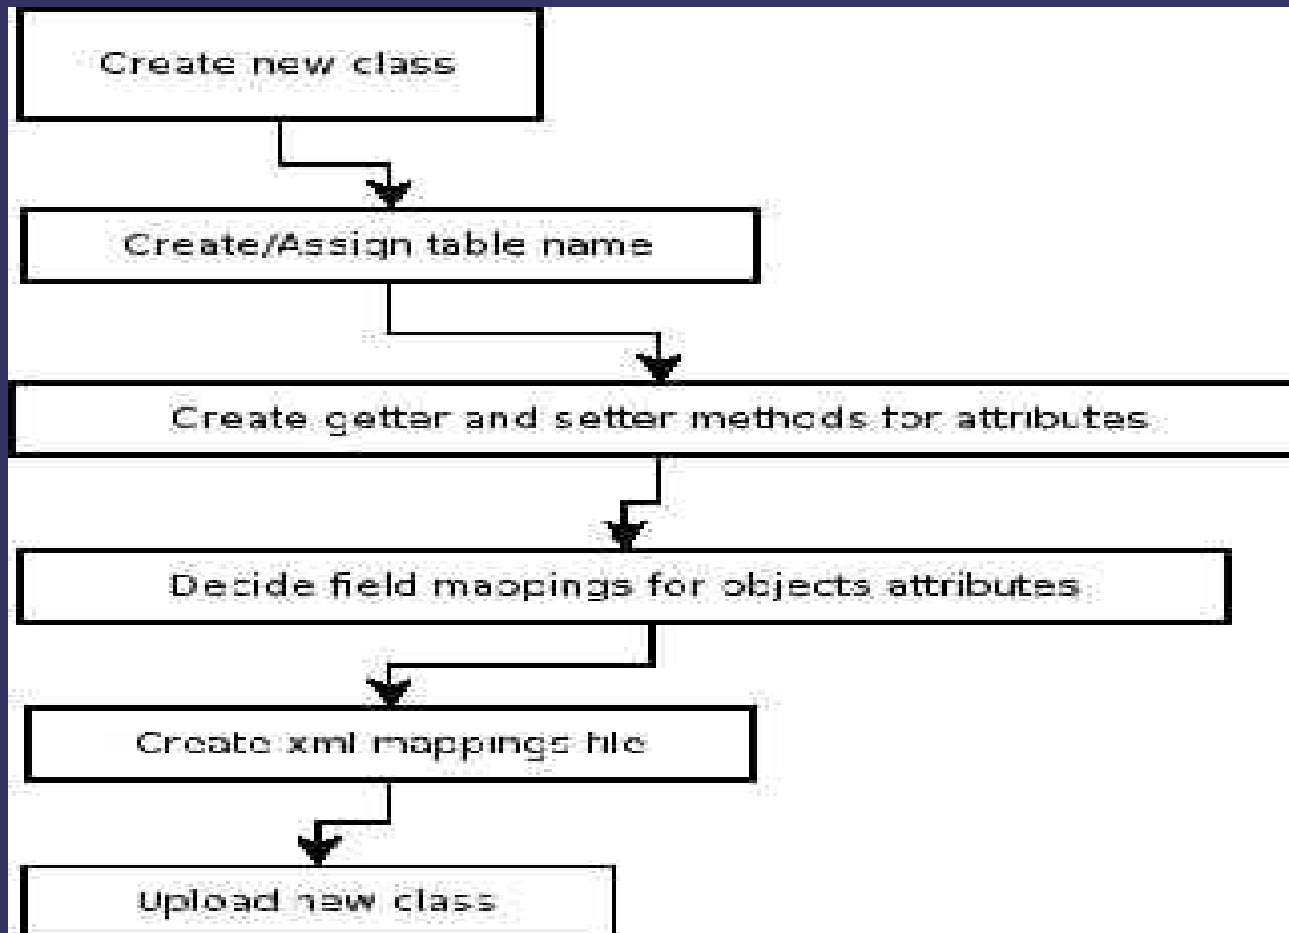 Create new class
Create/Assign table name
Create getter and setter methods for attributes
Decide field mappings for objects attributes
Create xml mappings file
Upload new class